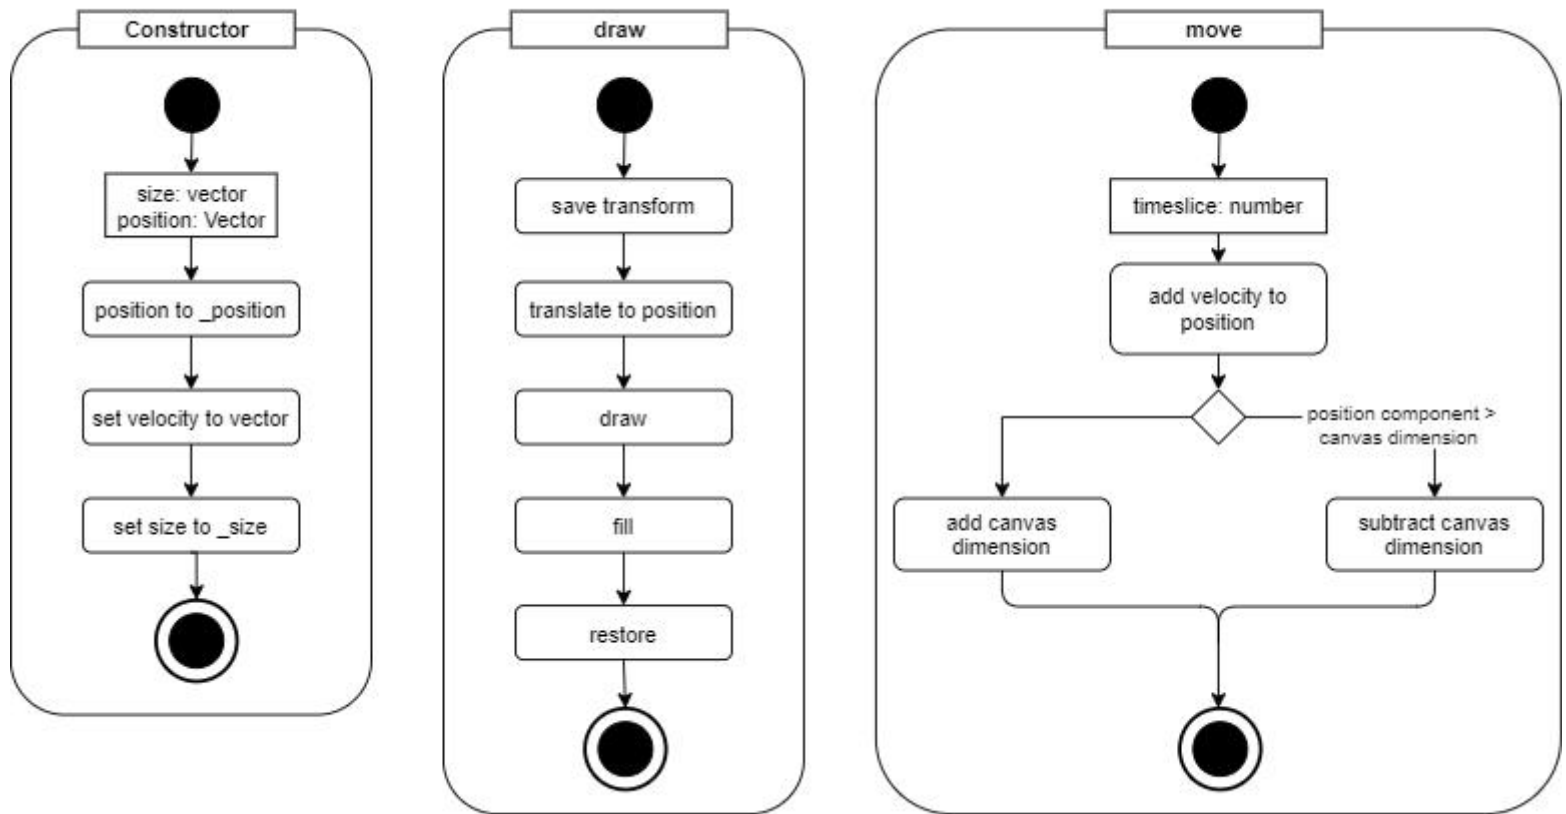 Constructor
size: vector
position: Vector
position to _position
set velocity to vector
set size to _size
draw
save transform
translate to position
draw
fill
restore
move
timeslice: number
add velocity to
position
position component >
canvas dimension
add canvas
dimension
subtract canvas
dimension